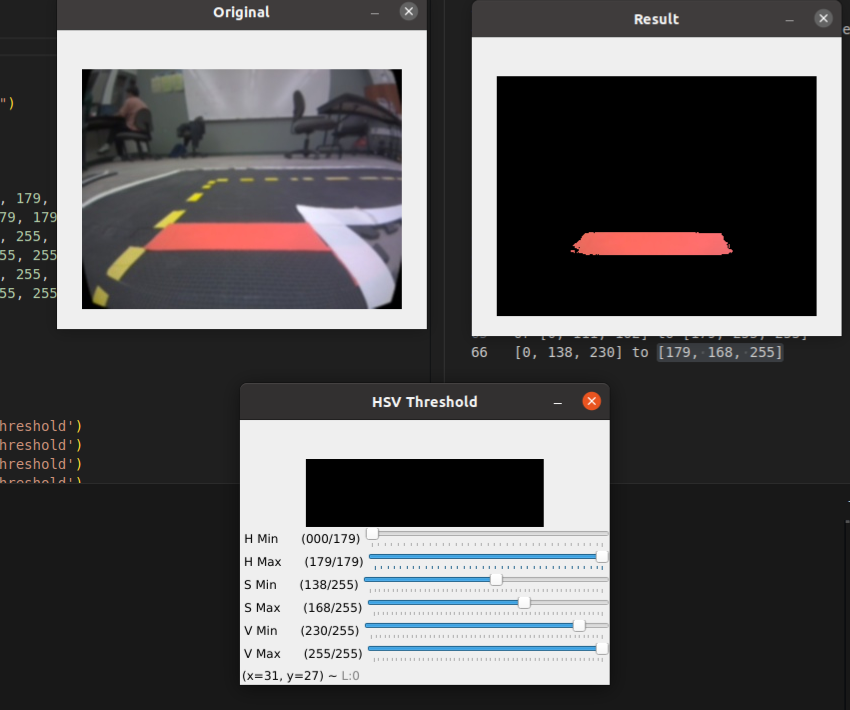 Original
Result
")
, 179,
79, 179
, 255,
55, 255
, 255,
55, 255
66 [0, 138, 230] to [179, 168, 255]
HSV Threshold
hreshold')
hreshold')
hreshold')
hreshold')
H Min (000/179)
H Max (179/179)
S Min (138/255)
S Max (168/255)
V Min (230/255)
V Max (255/255)
(x=31, y=27) ~ L:0